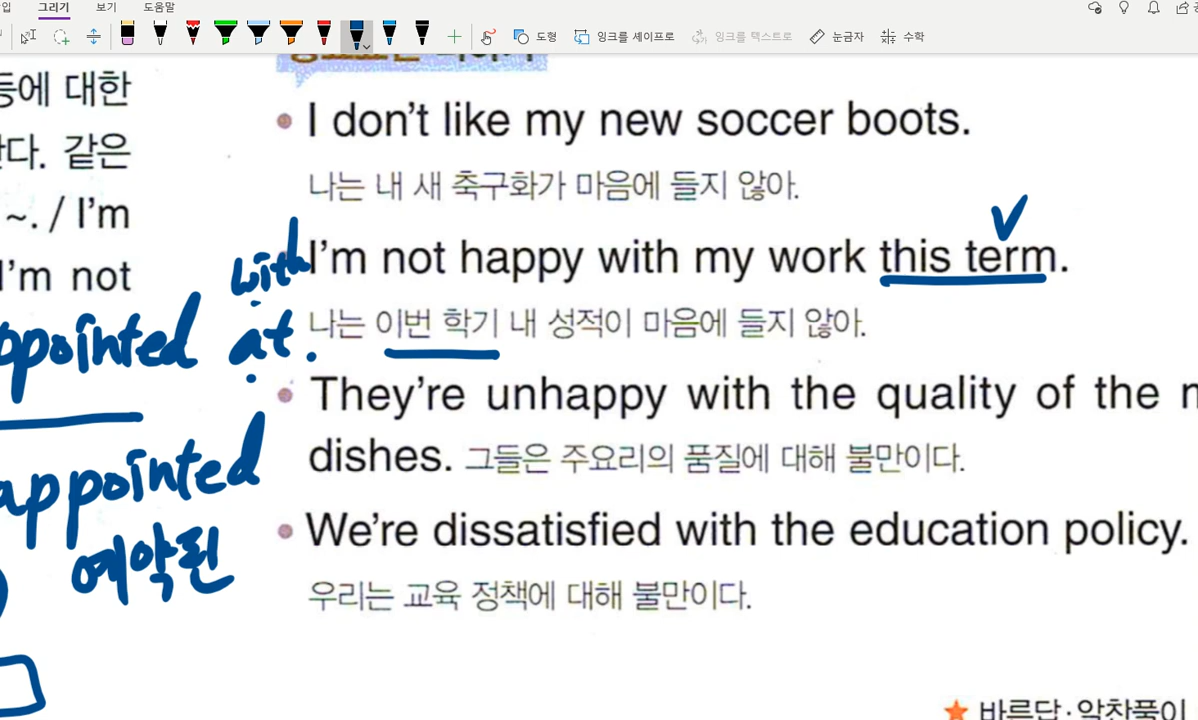 그리기 보기 도움말
도형 잉크를 셰이프로 잉크를 텍스트로 눈금자 수학
등에 대한
다. 같은
~. / I'm
I'm not
with
at.
appointed
예약된
I don't like my new soccer boots.
나는 내 새 축구화가 마음에 들지 않아.
I'm not happy with my work this term.
나는 이번 학기 내 성적이 마음에 들지 않아.
They're unhappy with the quality of the
dishes. 그들은 주요리의 품질에 대해 불만이다.
We're dissatisfied with the education policy.
우리는 교육 정책에 대해 불만이다.
바른답·알찬풀이